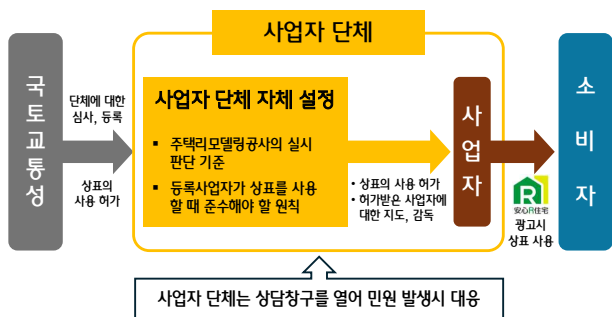 사업자 단체
국토교통성
단체에 대한
심사, 등록
상표의
사용 허가
사업자 단체 자체 설정
▪ 주택리모델링공사의 실시
판단 기준
▪ 등록사업자가 상표를 사용
할 때 준수해야 할 원칙
• 상표의 사용 허가
• 허가받은 사업자에
대한 지도, 감독
사업자
R
安心R住宅
광고시
상표 사용
소비자
사업자 단체는 상담창구를 열어 민원 발생시 대응